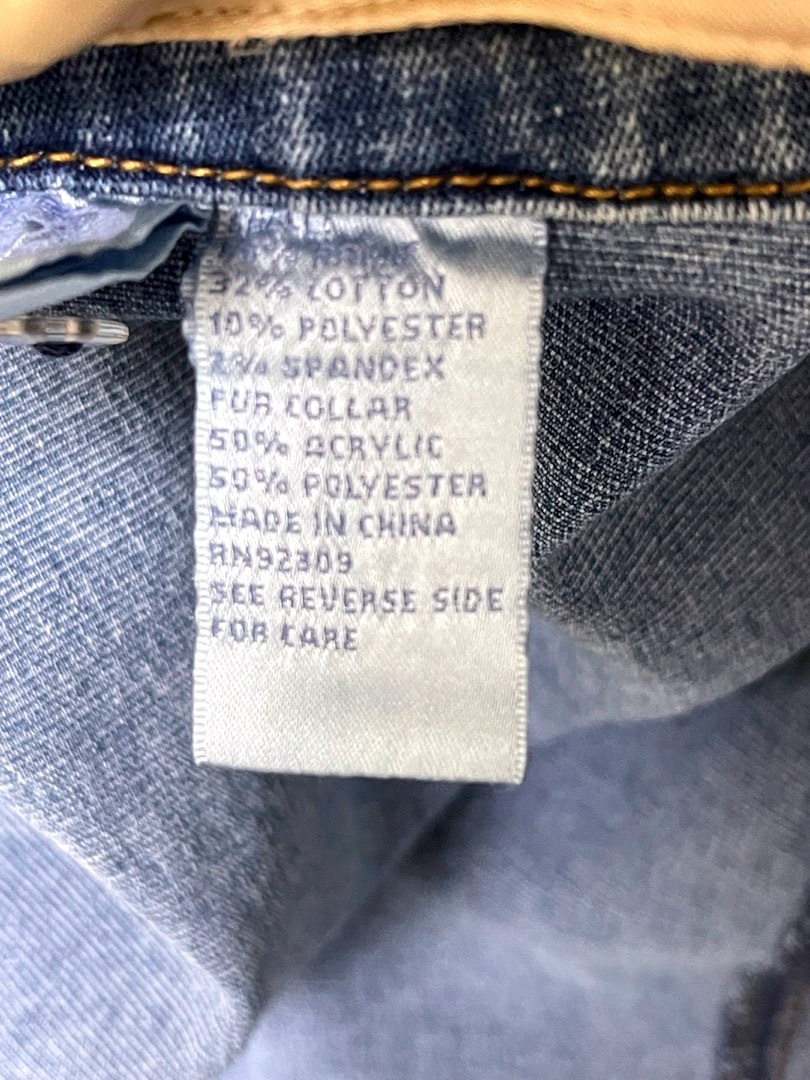 32% COTTON
10% POLYESTER
2% SPANDEX
FUR COLLAR
50% ACRYLIC
50% POLYESTER
MADE IN CHINA
RN92309
SEE REVERSE SIDE
FOR CARE